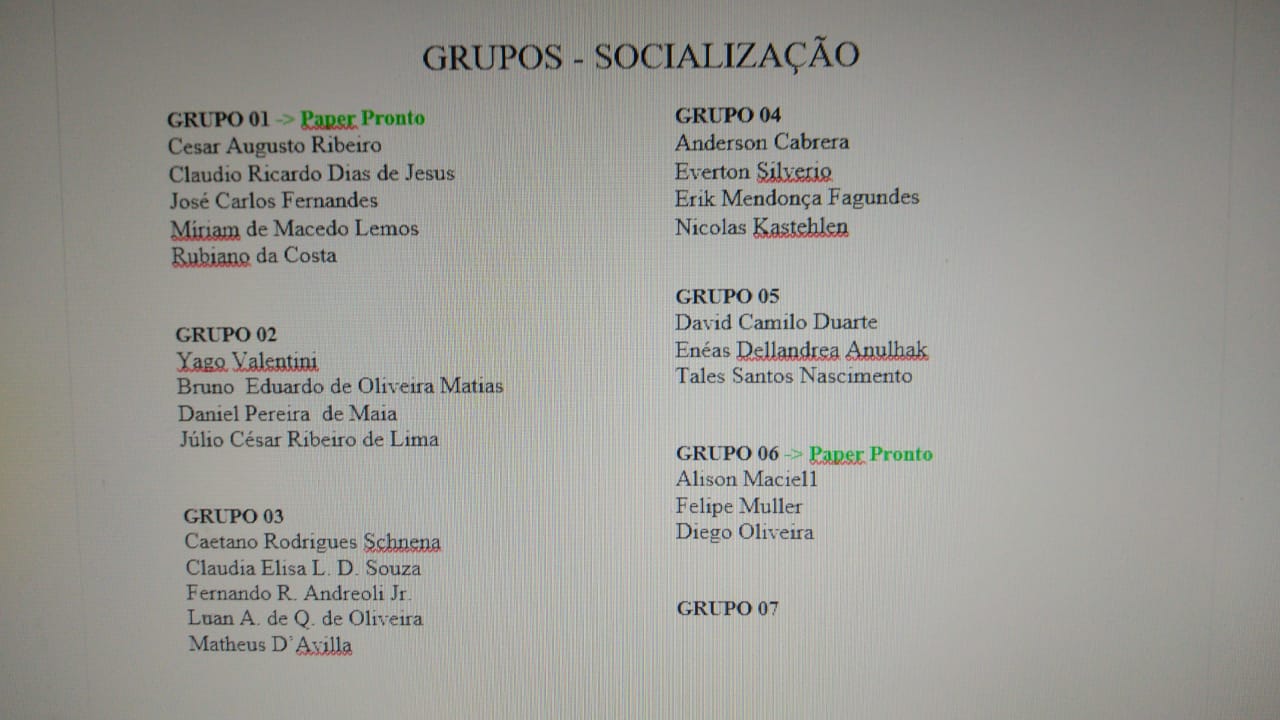 GRUPOS - SOCIALIZAÇÃO
GRUPO 01 -> Paper Pronto
Cesar Augusto Ribeiro
Claudio Ricardo Dias de Jesus
José Carlos Fernandes
Míriam de Macedo Lemos
Rubiano da Costa
GRUPO 02
Yago Valentini
Bruno  Eduardo de Oliveira Matias
Daniel Pereira  de Maia
Júlio César Ribeiro de Lima
GRUPO 03
Caetano Rodrigues Schnena
Claudia Elisa L. D. Souza
Fernando R. Andreoli Jr.
Luan A. de Q. de Oliveira
Matheus D´Avilla
GRUPO 04
Anderson Cabrera
Everton Silverio
Erik Mendonça Fagundes
Nicolas Kastehlen
GRUPO 05
David Camilo Duarte
Enéas Dellandrea Anulhak
Tales Santos Nascimento
GRUPO 06 -> Paper Pronto
Alison Maciell
Felipe Muller
Diego Oliveira
GRUPO 07